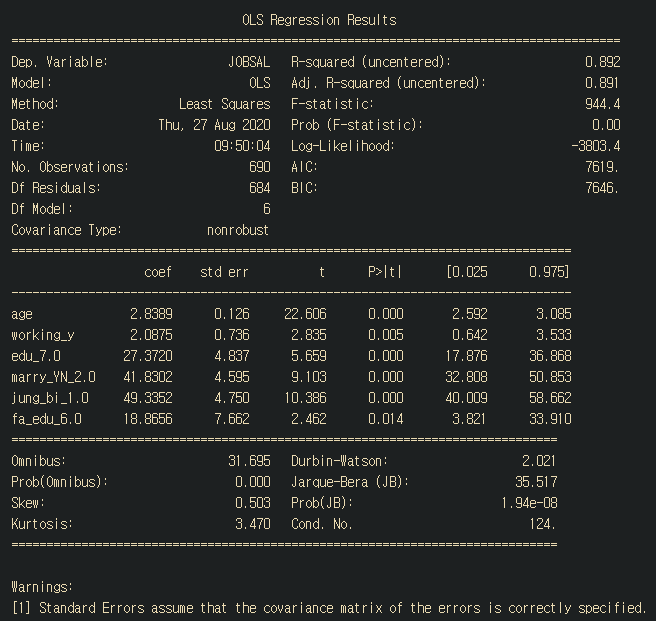 OLS Regression Results
==============================================================================
Dep. Variable: JOBSAL R-squared (uncentered): 0.892
Model: OLS Adj. R-squared (uncentered): 0.891
Method: Least Squares F-statistic: 944.4
Date: Thu, 27 Aug 2020 Prob (F-statistic): 0.00
Time: 09:50:04 Log-Likelihood: -3803.4
No. Observations: 690 AIC: 7619.
Df Residuals: 684 BIC: 7646.
Df Model: 6
Covariance Type: nonrobust
==============================================================================
coef std err t P>|t| [0.025 0.975]
------------------------------------------------------------------------------
age 2.8389 0.126 22.606 0.000 2.592 3.085
working_y 2.0875 0.736 2.835 0.005 0.642 3.533
edu_7.0 27.3720 4.837 5.659 0.000 17.876 36.868
marry_YN_2.0 41.8302 4.595 9.103 0.000 32.808 50.853
jung_bi_1.0 49.3352 4.750 10.386 0.000 40.009 58.662
fa_edu_6.0 18.8656 7.662 2.462 0.014 3.821 33.910
==============================================================================
Omnibus: 31.695 Durbin-Watson: 2.021
Prob(Omnibus): 0.000 Jarque-Bera (JB): 35.517
Skew: 0.503 Prob(JB): 1.94e-08
Kurtosis: 3.470 Cond. No. 124.
==============================================================================
Warnings:
[1] Standard Errors assume that the covariance matrix of the errors is correctly specified.